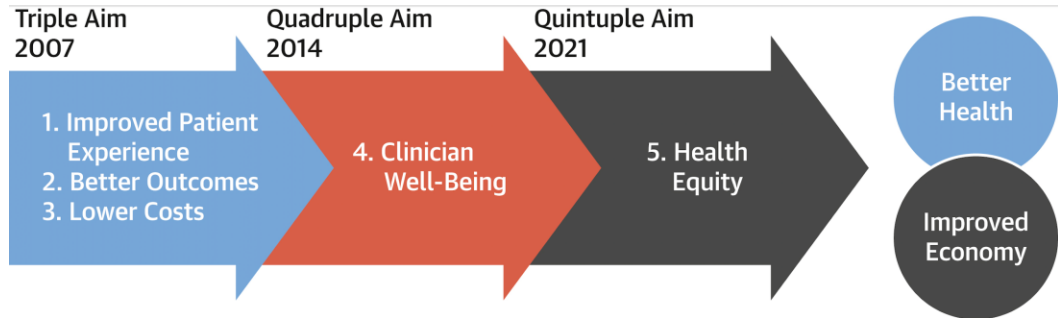 Triple Aim
2007
Quadruple Aim
2014
Quintuple Aim
2021
1. Improved Patient
Experience
2. Better Outcomes
3. Lower Costs
4. Clinician
Well-Being
5. Health
Equity
Better
Health
Improved
Economy